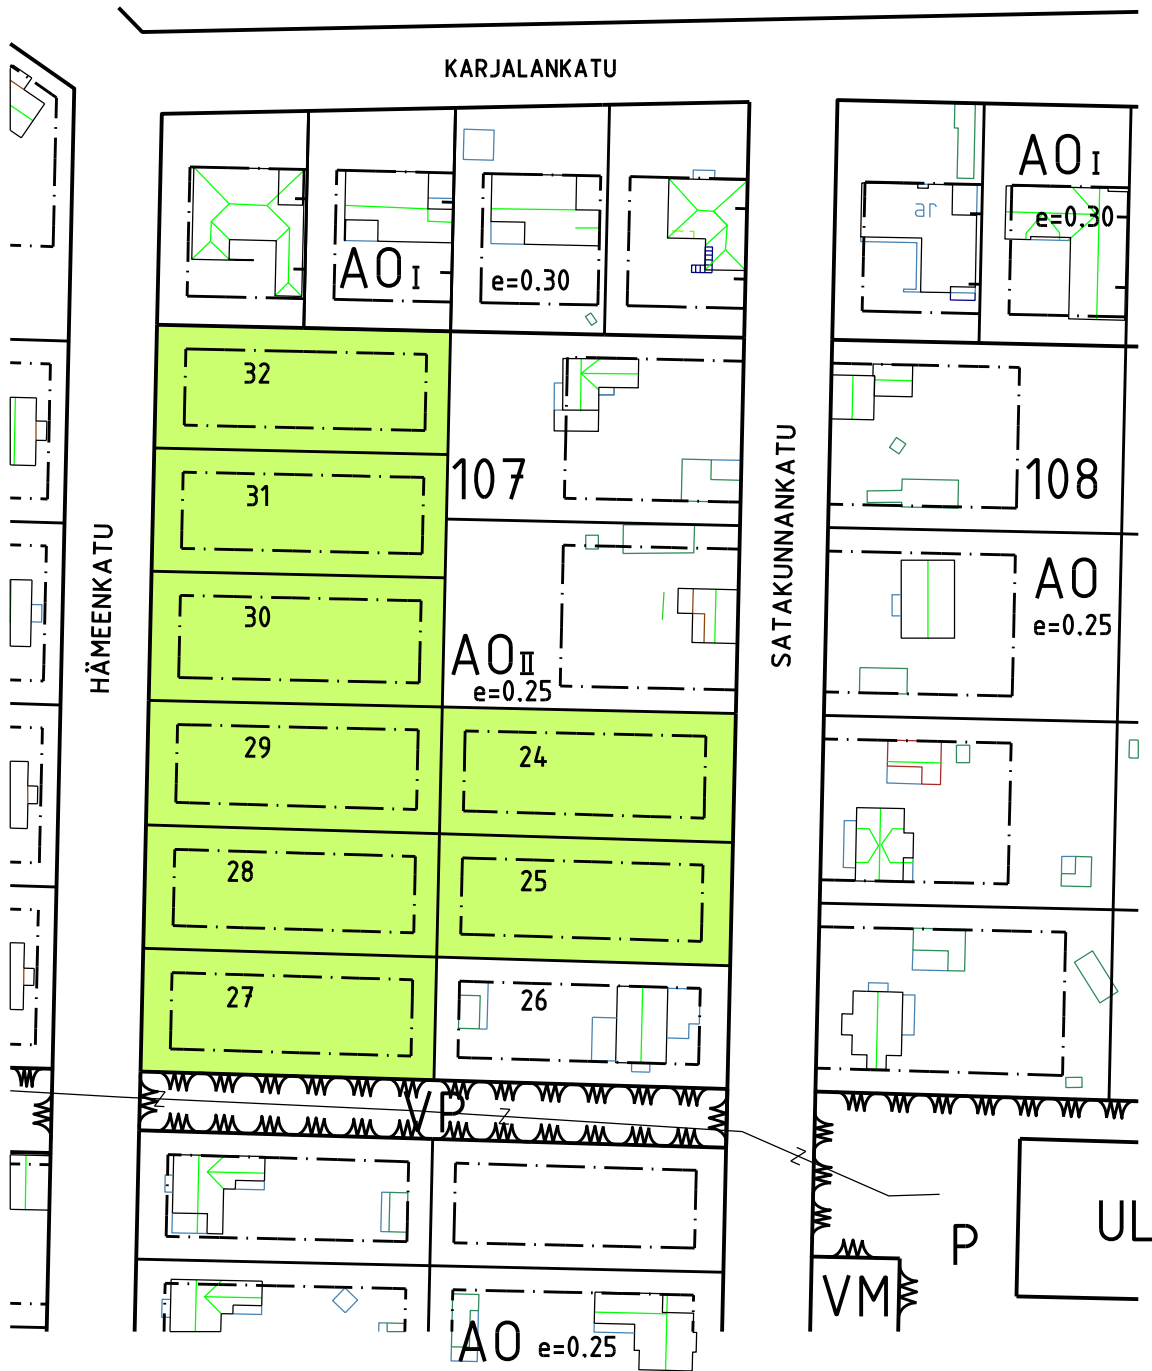 KARJALANKATU
AO I
e=0.30
ar
AO I
e=0.30
32
31
30
29
28
27
107
AO II
e=0.25
24
25
26
HÄMEENKATU
SATAKUNNANKATU
108
AO
e=0.25
VP
P
UL
VM
AO e=0.25